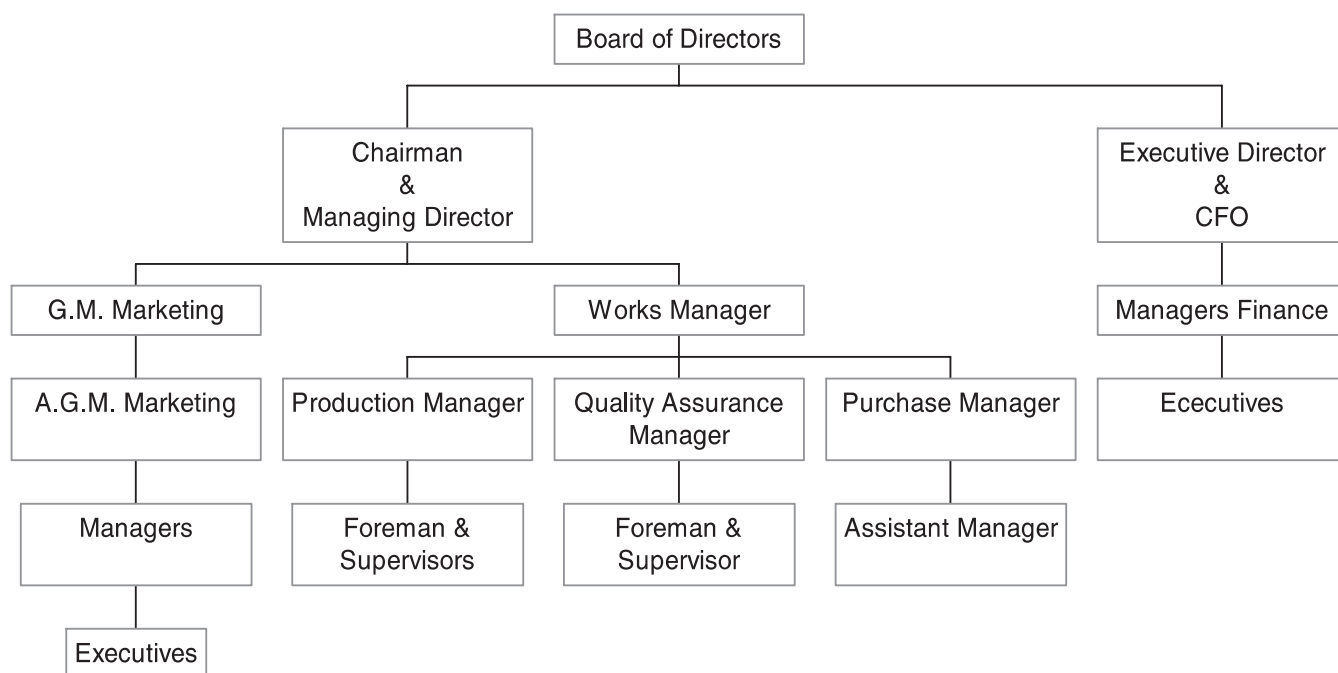 Board of Directors
Chairman
&
Managing Director
Executive Director
&
CFO
G.M. Marketing
Works Manager
Managers Finance
A.G.M. Marketing
Production Manager
Quality Assurance
Manager
Purchase Manager
Ececutives
Managers
Foreman &
Supervisors
Foreman &
Supervisor
Assistant Manager
Executives